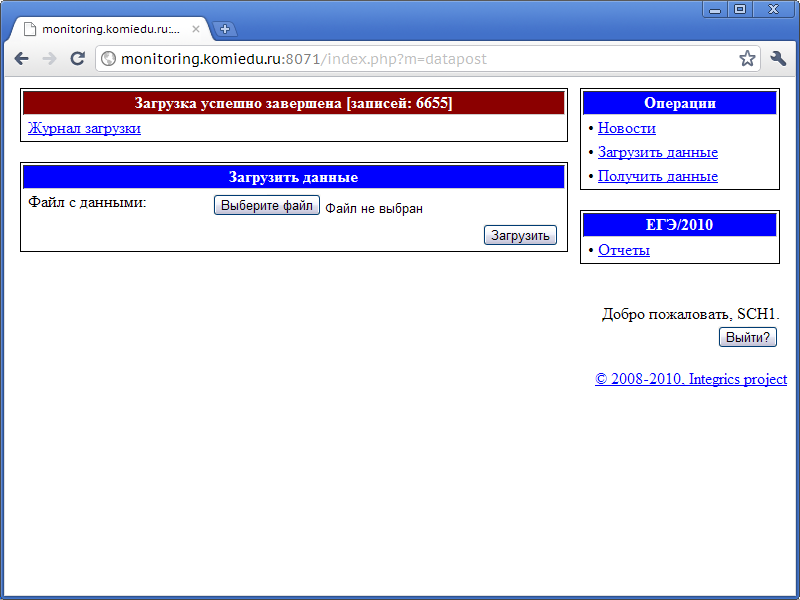 monitoring.komiedu.ru:...
monitoring.komiedu.ru:8071/index.php?m=datapost
Загрузка успешно завершена [записей: 6655]
Журнал загрузки
Загрузить данные
Файл с данными:
Выберите файл
Файл не выбран
Загрузить
Операции
• Новости
• Загрузить данные
• Получить данные
ЕГЭ/2010
• Отчеты
Добро пожаловать, SCH1.
Выйти?
© 2008-2010. Integrics project